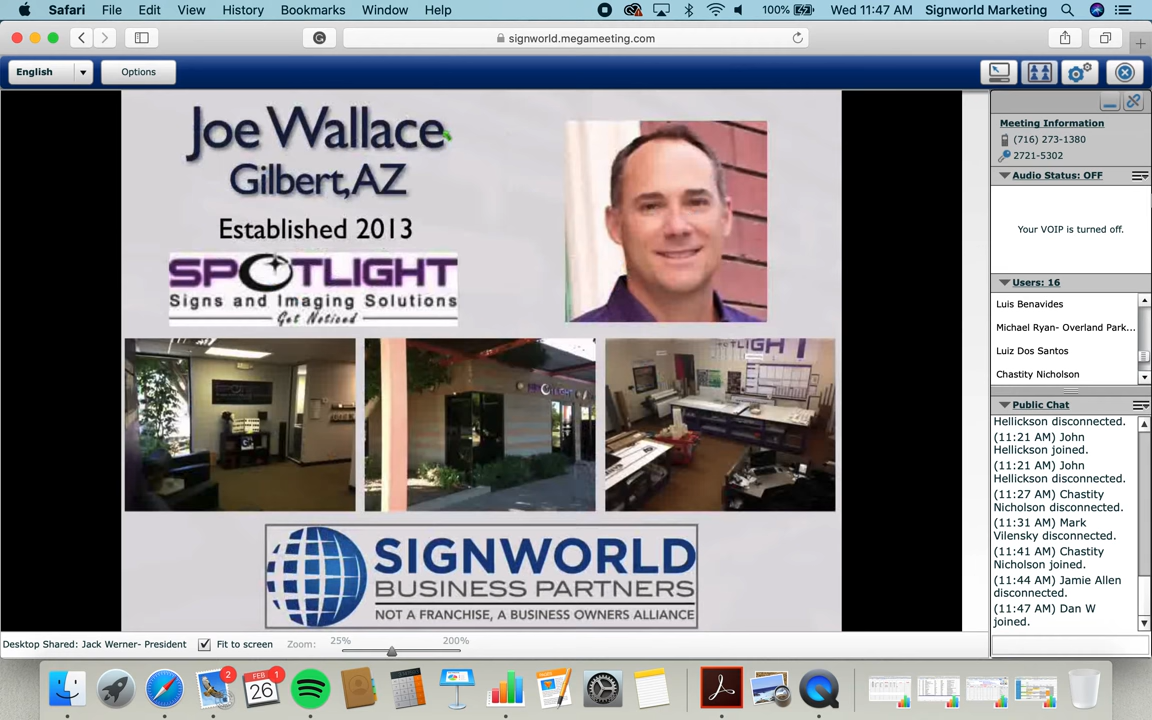 Safari File Edit View History Bookmarks Window Help 100% Wed 11:47 AM Signworld Marketing
signworld.megameeting.com
English Options
Joe Wallace
Gilbert, AZ
Established 2013
SPOTLIGHT
Signs and Imaging Solutions
Get Noticed
SIGNWORLD
BUSINESS PARTNERS
NOT A FRANCHISE, A BUSINESS OWNERS ALLIANCE
Desktop Shared: Jack Werner- President Fit to screen Zoom: 25% 200%
Meeting Information
(716) 273-1380
2721-5302
Audio Status: OFF
Your VOIP is turned off.
Users: 16
Luis Benavides
Michael Ryan- Overland Park...
Luiz Dos Santos
Chastity Nicholson
Public Chat
Hellickson disconnected.
(11:21 AM) John
Hellickson joined.
(11:21 AM) John
Hellickson disconnected.
(11:27 AM) Chastity
Nicholson disconnected.
(11:31 AM) Mark
Vilensky disconnected.
(11:41 AM) Chastity
Nicholson joined.
(11:44 AM) Jamie Allen
disconnected.
(11:47 AM) Dan W
joined.
2
FEB
26
1